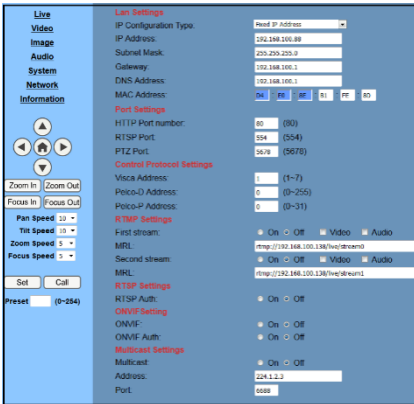 Live
Video
Image
Audio
System
Network
Information
Zoom In Zoom Out
Focus In Focus Out
Pan Speed 10
Tilt Speed 10
Zoom Speed 5
Focus Speed 5
Set Call
Preset (0~254)
Lan Settings
IP Configuration Type: Fixed IP Address
IP Address: 192.168.100.88
Subnet Mask: 255.255.255.0
Gateway: 192.168.100.1
DNS Address: 192.168.100.1
MAC Address: D4 : E0 : 8E : 81 : FE : 8D
Port Settings
HTTP Port number: 80 (80)
RTSP Port: 554 (554)
PTZ Port: 5678 (5678)
Control Protocol Settings
Visca Address: 1 (1~7)
Pelco-D Address: 0 (0~255)
Pelco-P Address: 0 (0~31)
RTMP Settings
First stream: On Off Video Audio
MRL: rtmp://192.168.100.138/live/stream0
Second stream: On Off Video Audio
MRL: rtmp://192.168.100.138/live/stream1
RTSP Settings
RTSP Auth: On Off
ONVIFSetting
ONVIF: On Off
ONVIF Auth: On Off
Multicast Settings
Multicast: On Off
Address: 224.1.2.3
Port: 6688